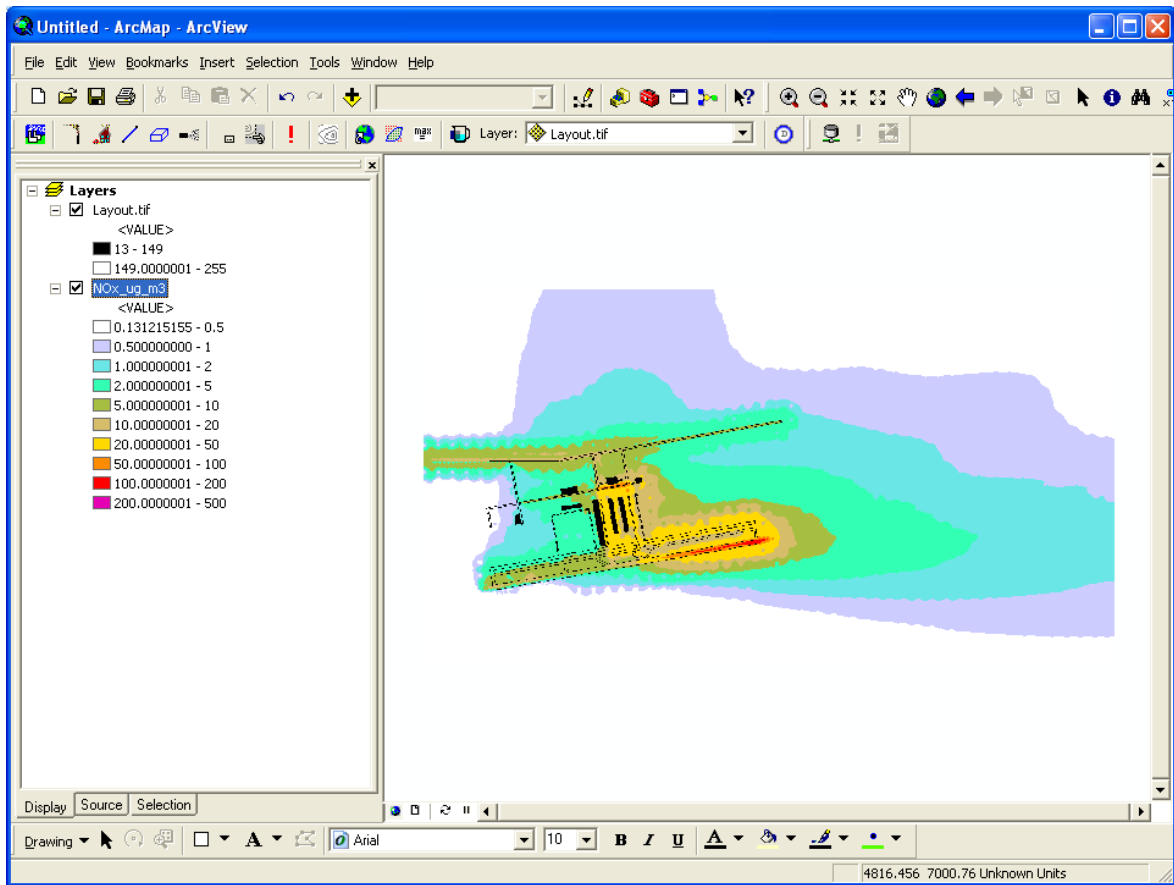 Untitled - ArcMap - ArcView
File Edit View Bookmarks Insert Selection Tools Window Help
Layer: Layout.tif
Layers
Layout.tif
<VALUE>
13 - 149
149.0000001 - 255
NOx_ug_m3
<VALUE>
0.131215155 - 0.5
0.500000000 - 1
1.000000001 - 2
2.000000001 - 5
5.000000001 - 10
10.00000001 - 20
20.00000001 - 50
50.00000001 - 100
100.0000001 - 200
200.0000001 - 500
Display Source Selection
Drawing A Arial 10 B I U A
4816.456 7000.76 Unknown Units